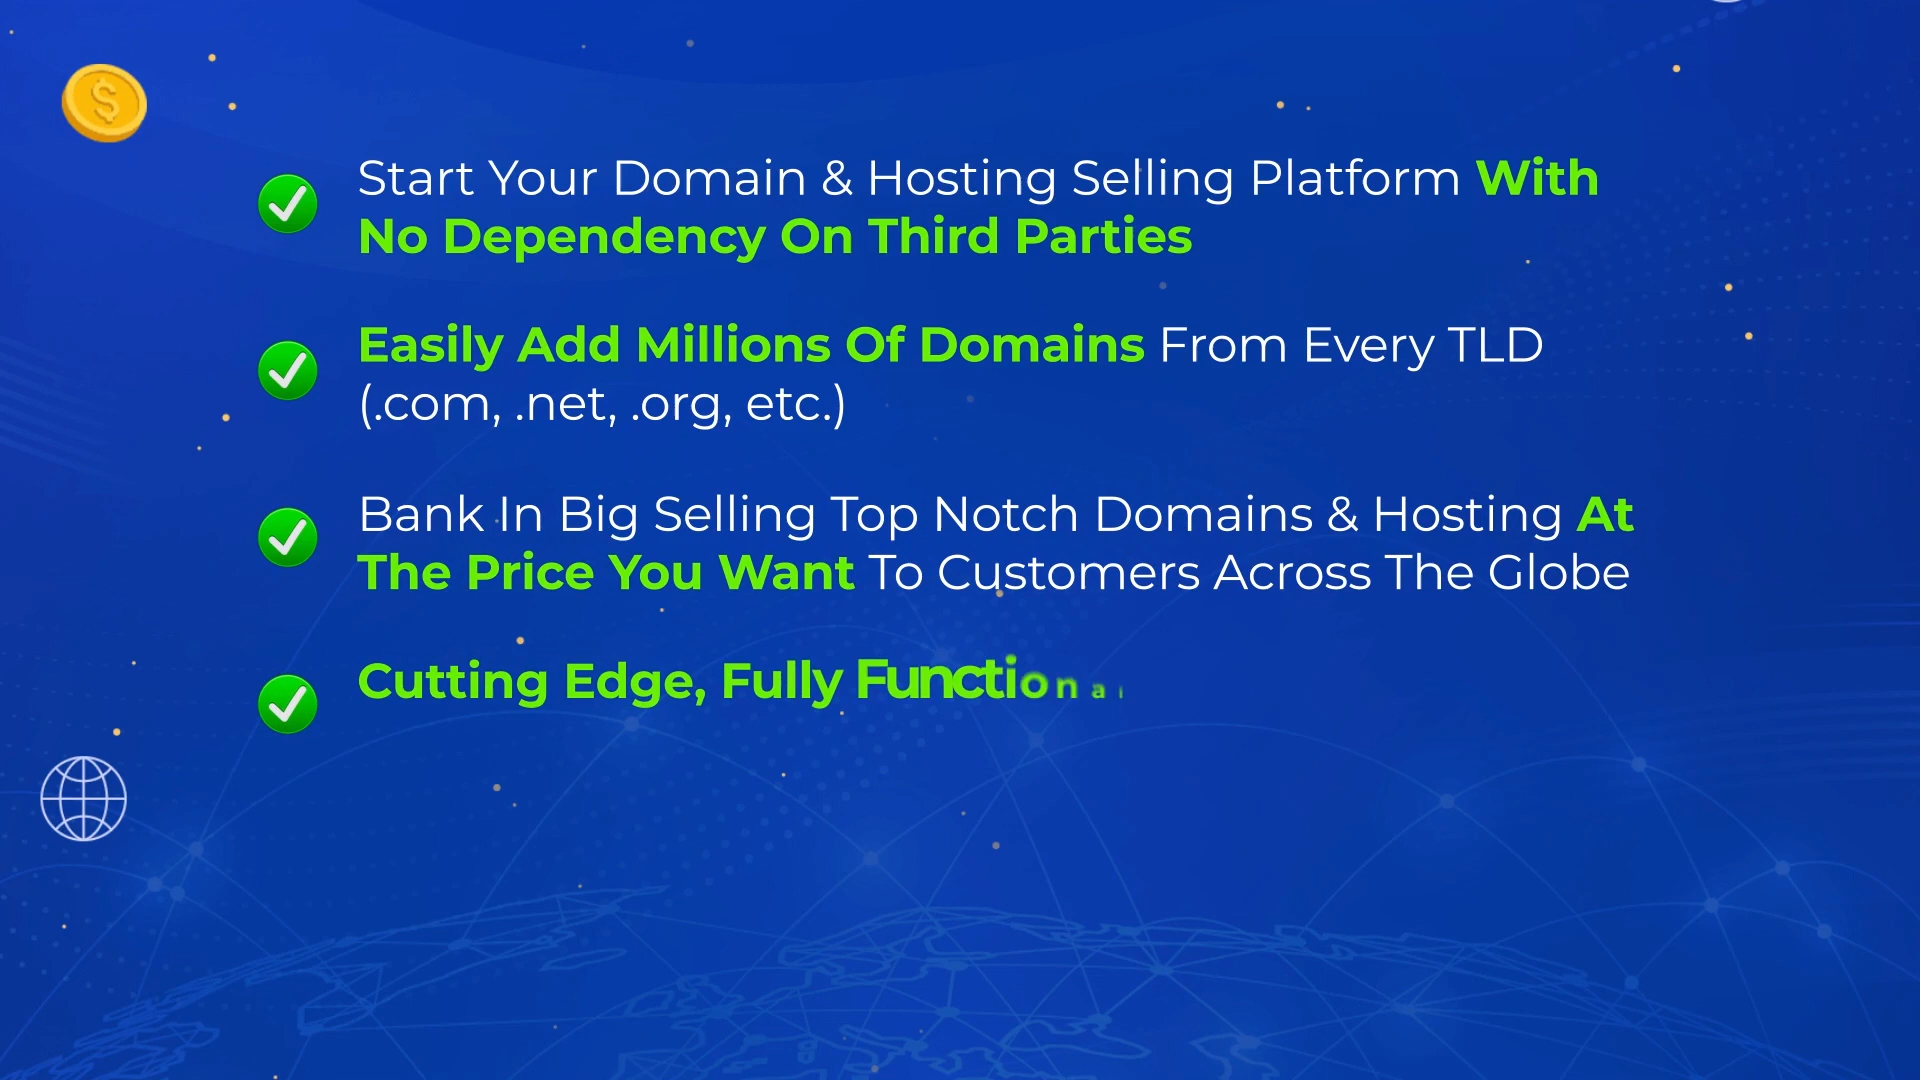 Start Your Domain & Hosting Selling Platform With
No Dependency On Third Parties
Easily Add Millions Of Domains From Every TLD
(.com, .net, .org, etc.)
Bank In Big Selling Top Notch Domains & Hosting At
The Price You Want To Customers Across The Globe
Cutting Edge, Fully